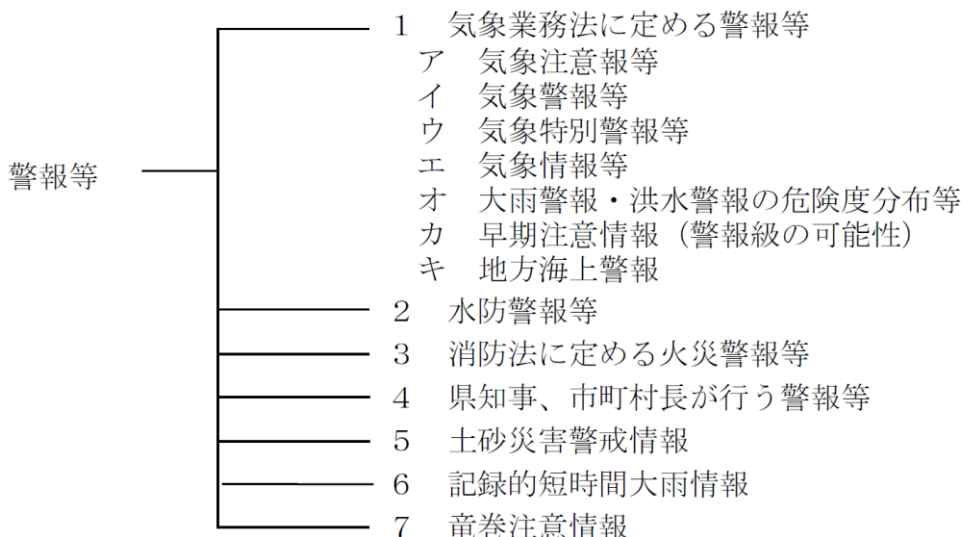 1 気象業務法に定める警報等
ア 気象注意報等
イ 気象警報等
ウ 気象特別警報等
警報等
エ 気象情報等
オ 大雨警報・洪水警報の危険度分布等
カ 早期注意情報（警報級の可能性）
キ 地方海上警報
2 水防警報等
3 消防法に定める火災警報等
4 県知事、市町村長が行う警報等
5 土砂災害警戒情報
6 記録的短時間大雨情報
7 竜巻注意情報